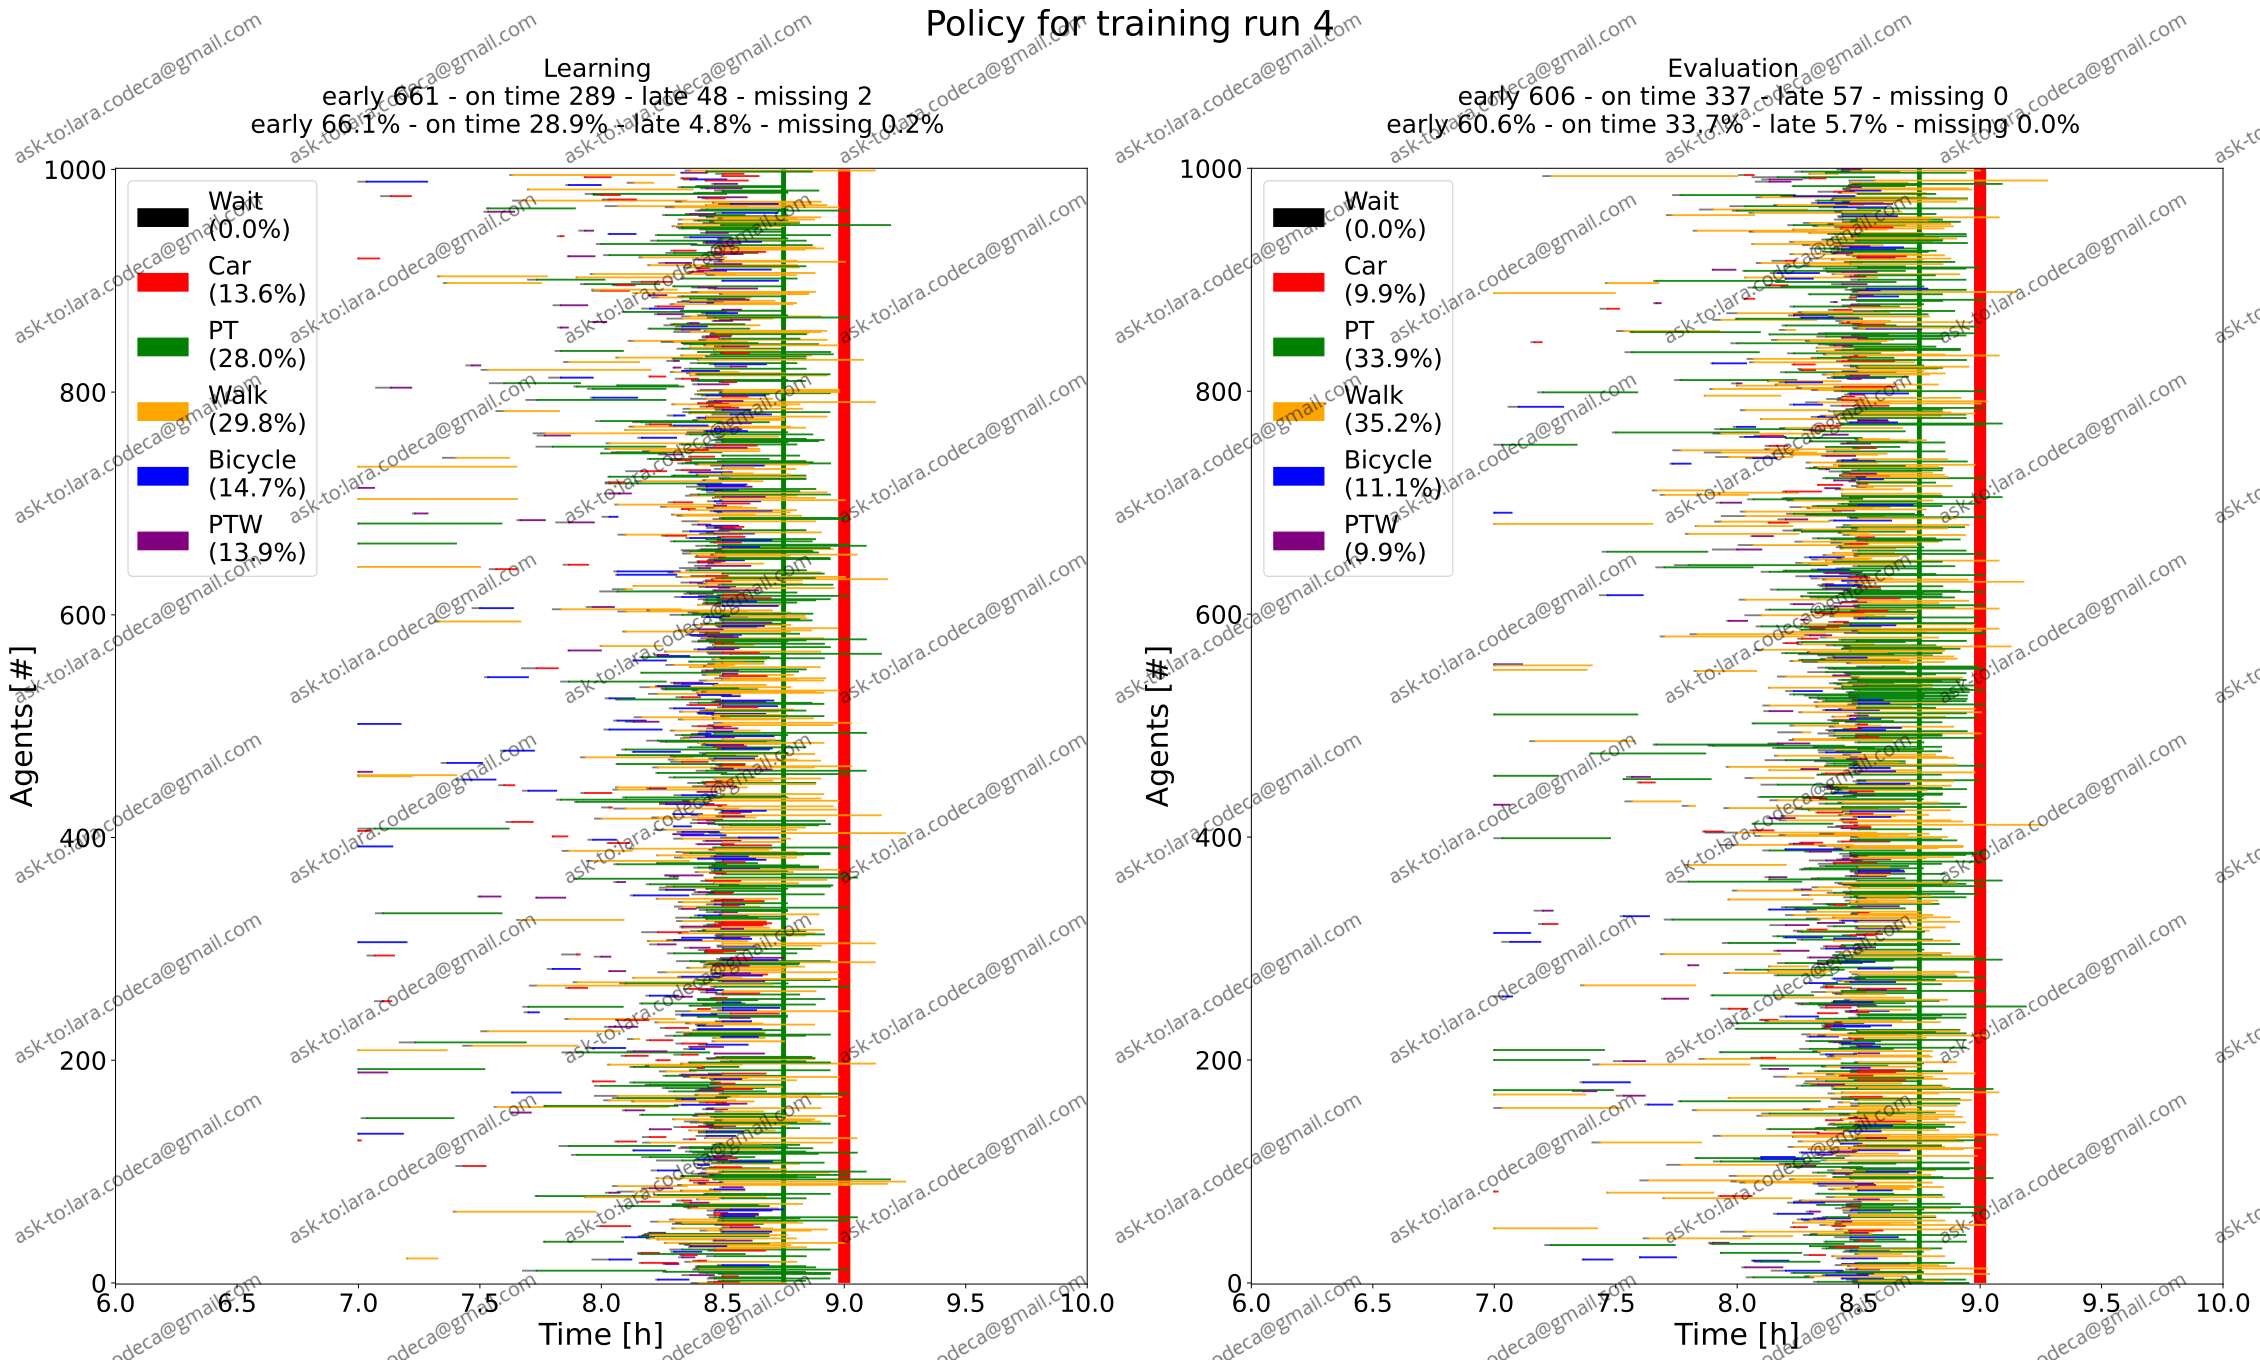 Policy for training run 4
Learning
early 661 - on time 289 - late 48 - missing 2
early 66.1% - on time 28.9% - late 4.8% - missing 0.2%
Agents [#]
1000
800
600
400
200
0
Wait
(0.0%)
Car
(13.6%)
PT
(28.0%)
Walk
(29.8%)
Bicycle
(14.7%)
PTW
(13.9%)
6.0 6.5 7.0 7.5 8.0 8.5 9.0 9.5 10.0
Time [h]
Evaluation
early 606 - on time 337 - late 57 - missing 0
early 60.6% - on time 33.7% - late 5.7% - missing 0.0%
Agents [#]
1000
800
600
400
200
0
Wait
(0.0%)
Car
(9.9%)
PT
(33.9%)
Walk
(35.2%)
Bicycle
(11.1%)
PTW
(9.9%)
6.0 6.5 7.0 7.5 8.0 8.5 9.0 9.5 10.0
Time [h]
ask-to:lara.codeca@gmail.com